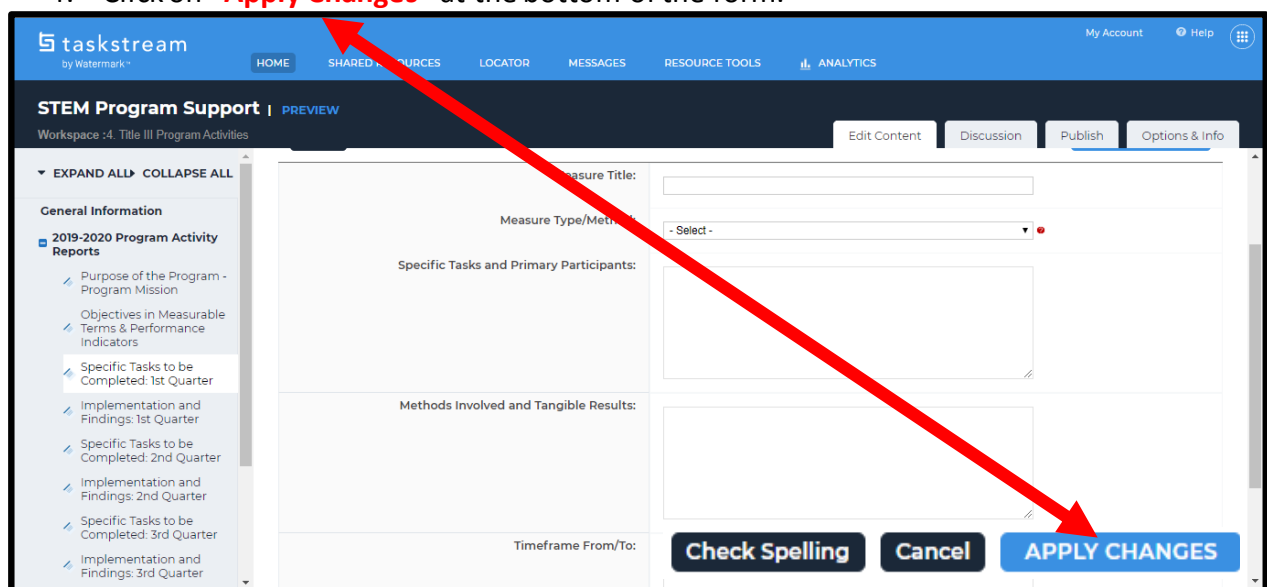 Click on "Apply Changes" at the bottom of the form.
taskstream
by Watermark™
My Account Help
HOME SHARED RESOURCES LOCATOR MESSAGES RESOURCE TOOLS ANALYTICS
STEM Program Support | PREVIEW
Workspace :4. Title III Program Activities
Edit Content Discussion Publish Options & Info
EXPAND ALL COLLAPSE ALL
General Information
2019-2020 Program Activity
Reports
Purpose of the Program -
Program Mission
Objectives in Measurable
Terms & Performance
Indicators
Specific Tasks to be
Completed: 1st Quarter
Implementation and
Findings: 1st Quarter
Specific Tasks to be
Completed: 2nd Quarter
Implementation and
Findings: 2nd Quarter
Specific Tasks to be
Completed: 3rd Quarter
Implementation and
Findings: 3rd Quarter
Measure Title:
Measure Type/Method:
- Select -
Specific Tasks and Primary Participants:
Methods Involved and Tangible Results:
Timeframe From/To:
Check Spelling Cancel APPLY CHANGES